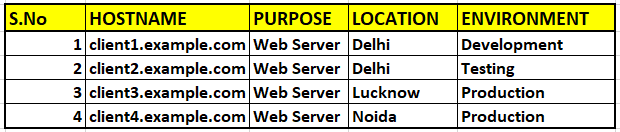 S.No HOSTNAME PURPOSE LOCATION ENVIRONMENT
1 client1.example.com Web Server Delhi Development
2 client2.example.com Web Server Delhi Testing
3 client3.example.com Web Server Lucknow Production
4 client4.example.com Web Server Noida Production